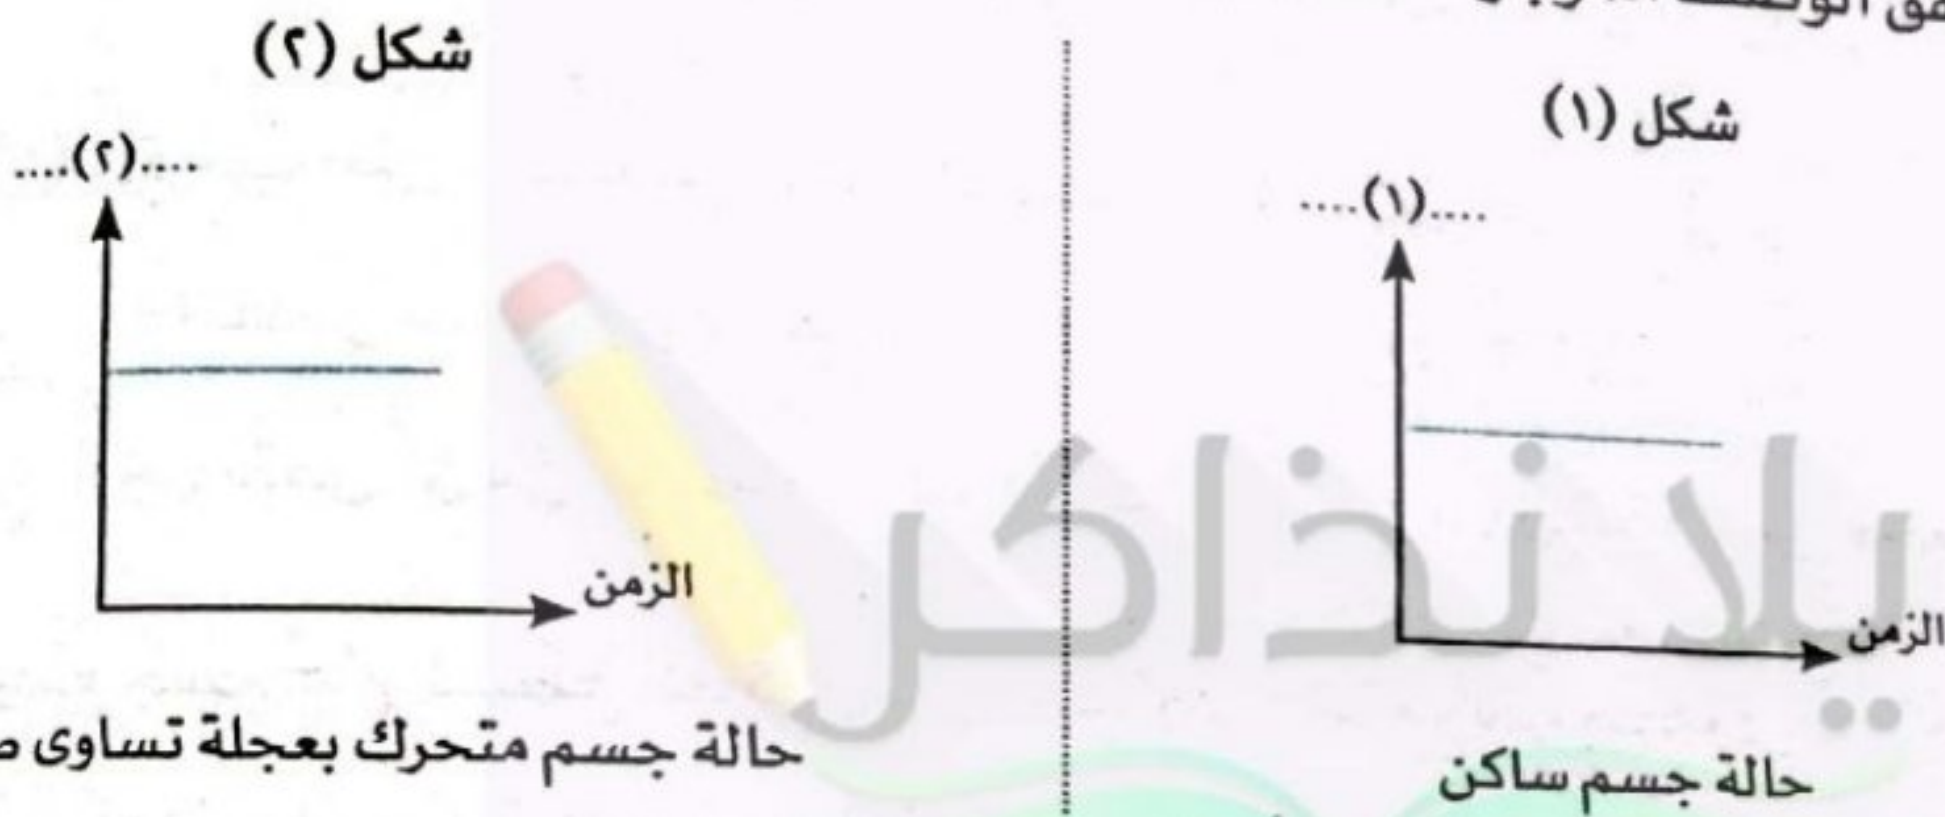 شكل (١)
....(١)....
الزمن
حالة جسم ساكن
شكل (٢)
....(٢)....
الزمن
حالة جسم متحرك بعجلة تساوى
يلا نذاكر